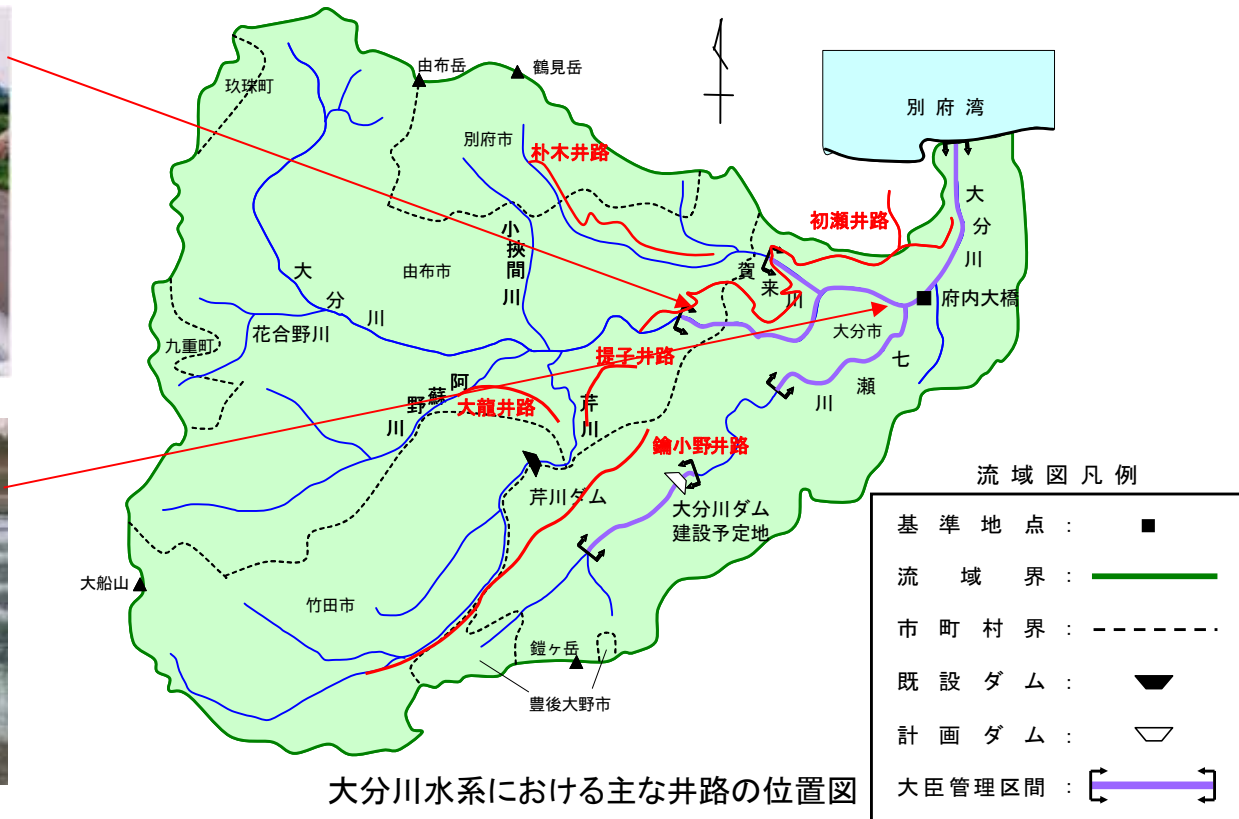 由布岳
鶴見岳
玖珠町
別府湾
別府市
朴木井路
初瀬井路
大分川
小挾間川
由布市
賀来川
大分川
府内大橋
花合野川
大分市
九重町
提子井路
七瀬川
阿蘇野川
大龍井路
芹川
鑰小野井路
芹川ダム
大分川ダム
建設予定地
大船山
竹田市
鎧ヶ岳
豊後大野市
流域図凡例
基準地点：
流域界：
市町村界：
既設ダム：
計画ダム：
大臣管理区間：
大分川水系における主な井路の位置図